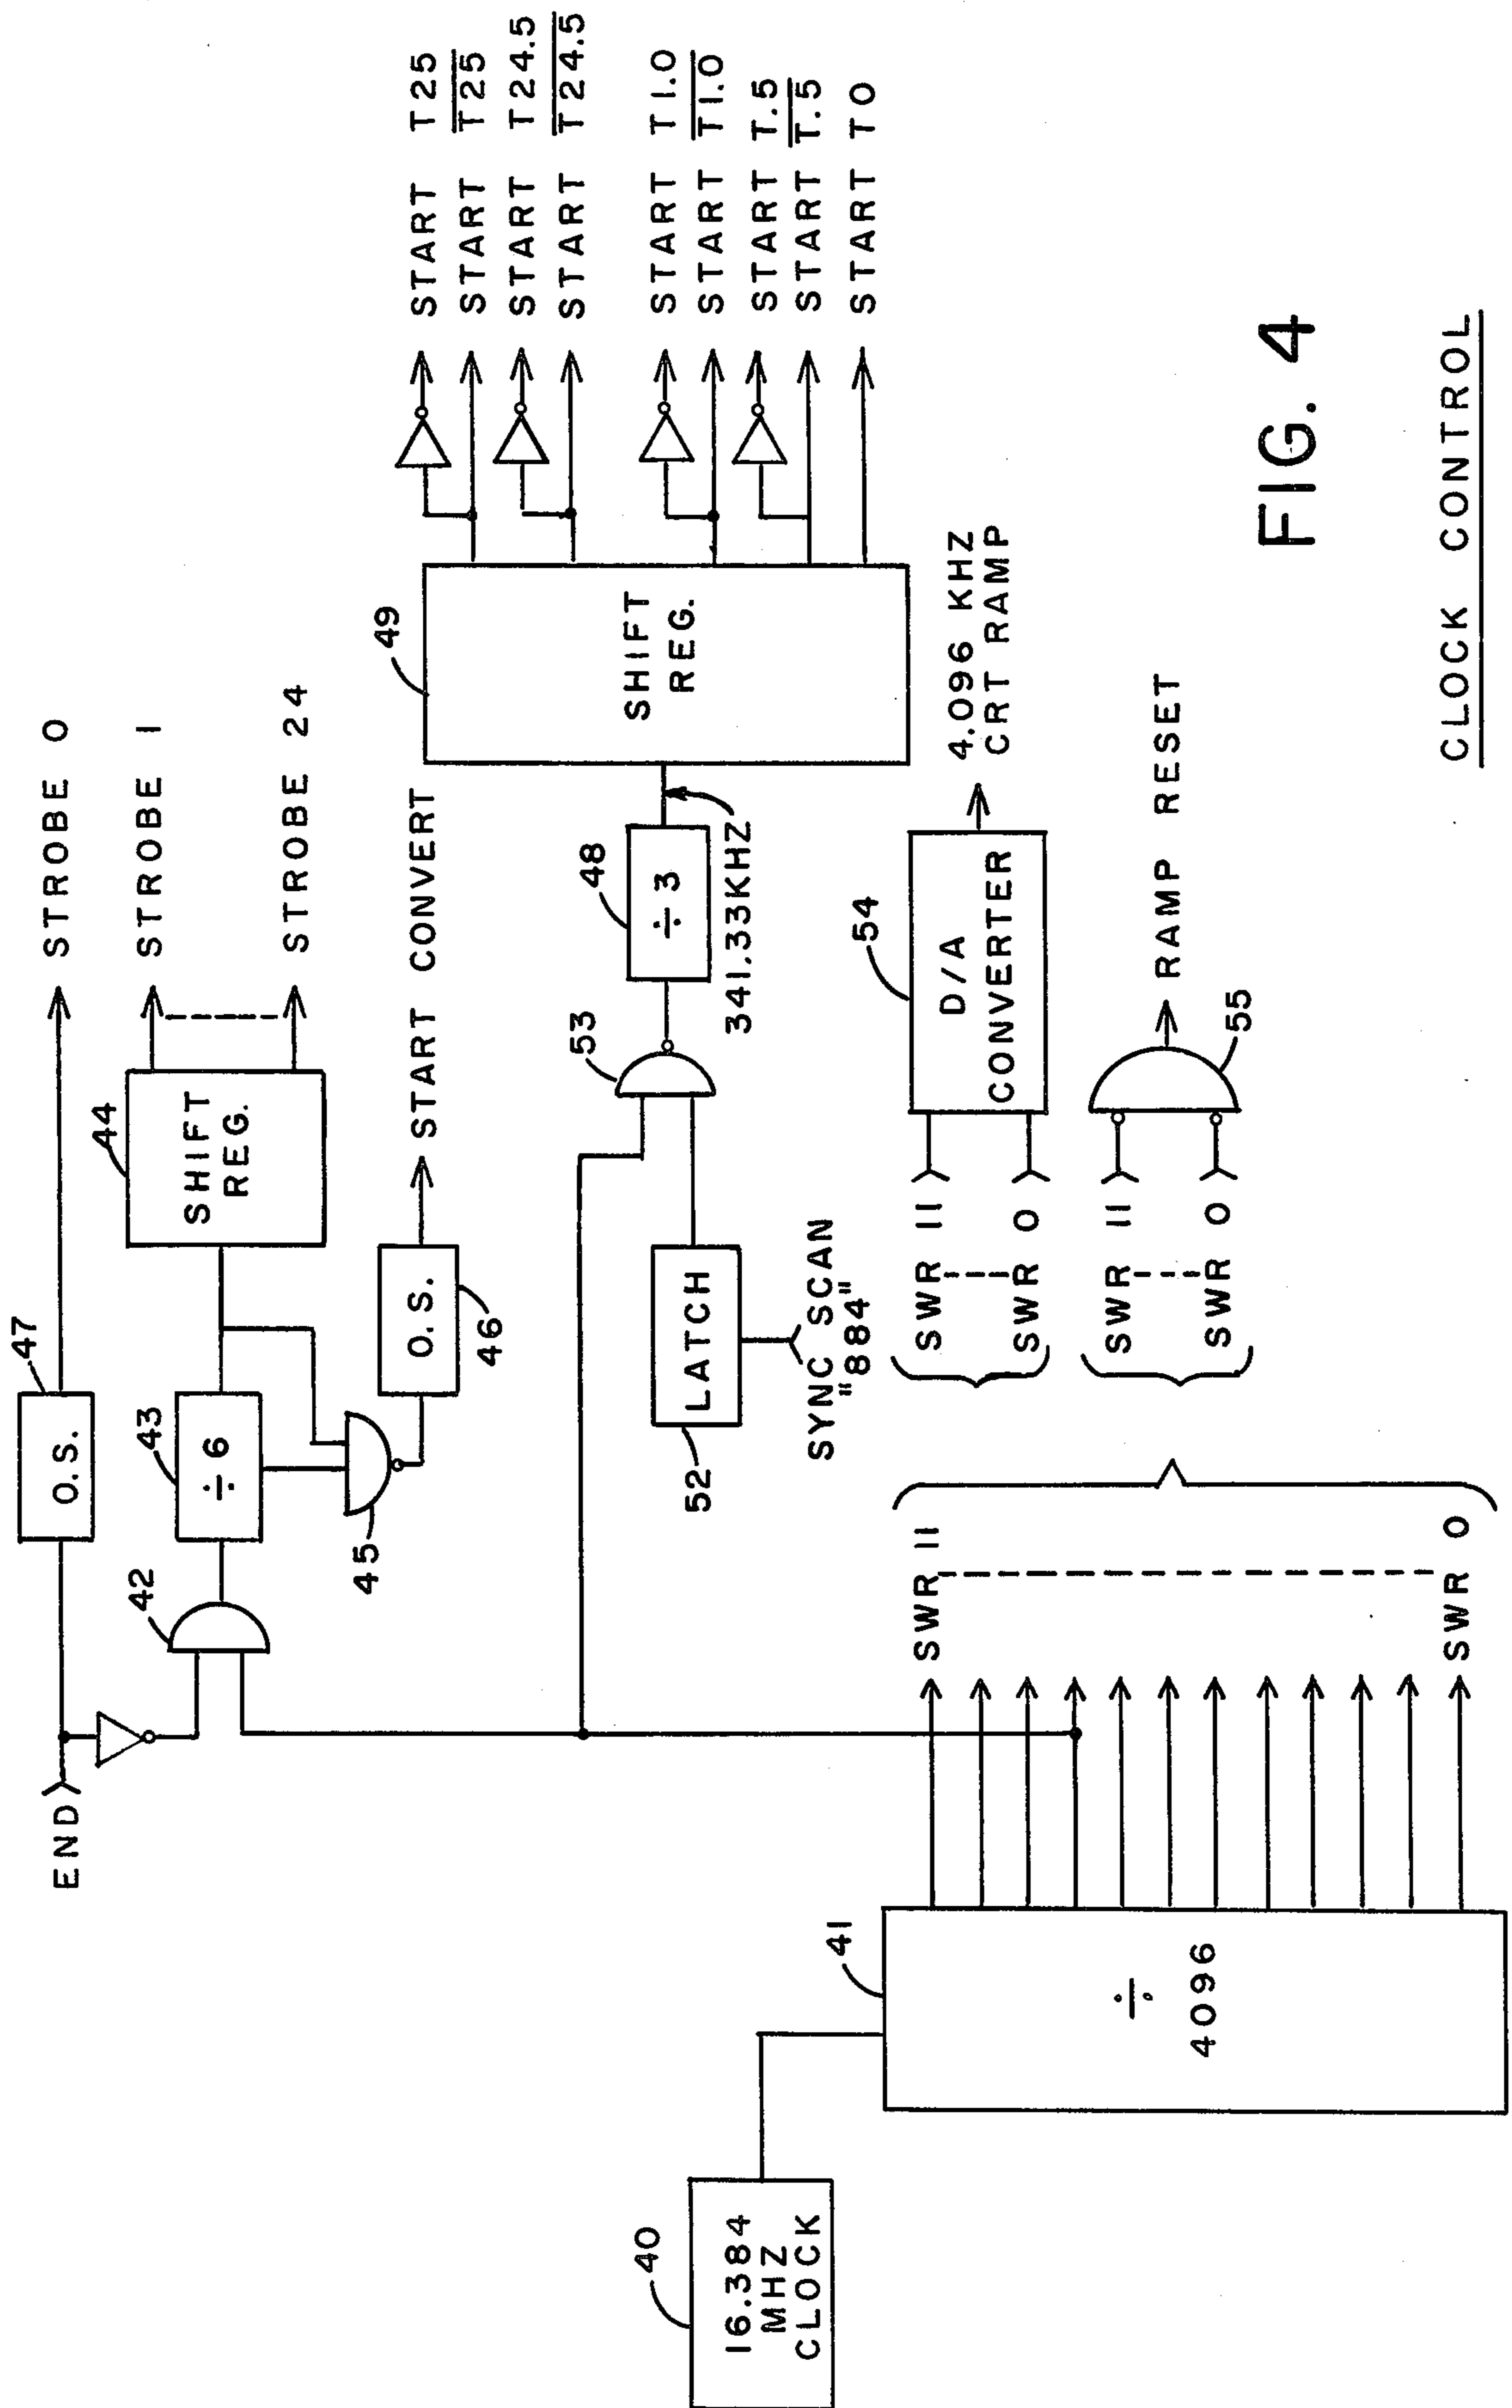 END
47
O.S.
STROBE 0
42
43
÷ 6
44
SHIFT
REG.
STROBE 1
STROBE 24
45
O.S.
46
START CONVERT
53
48
÷ 3
341.33KHZ
49
SHIFT
REG.
START T25
START T25
START T24.5
START T24.5
START T1.0
START T1.0
START T.5
START T.5
START T0
LATCH
52
SYNC SCAN
"884"
40
16.384
MHZ
CLOCK
41
÷
4096
SWR 11
SWR 0
SWR 11
SWR 0
54
D/A
CONVERTER
4.096 KHZ
CRT RAMP
SWR 11
SWR 0
55
RAMP RESET
FIG. 4
CLOCK CONTROL